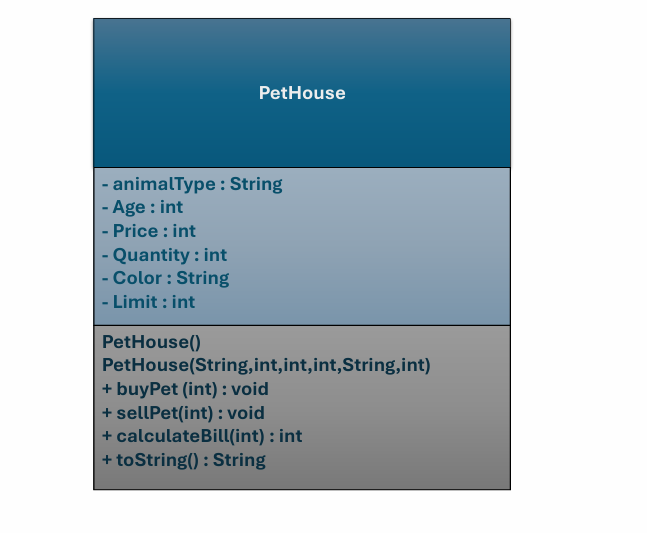 PetHouse
- animalType : String
- Age : int
- Price : int
- Quantity : int
- Color : String
- Limit : int
PetHouse()
PetHouse(String,int,int,int,String,int)
+ buyPet (int) : void
+ sellPet(int) : void
+ calculateBill(int) : int
+ toString() : String